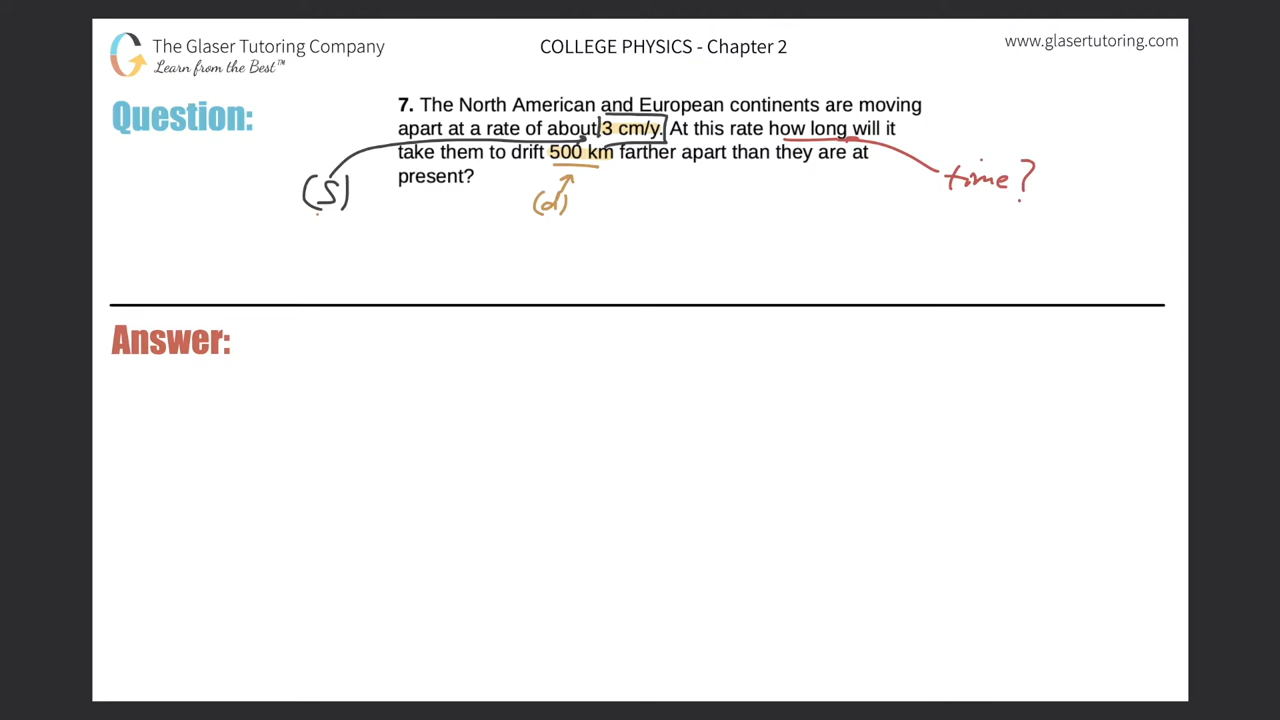 The Glaser Tutoring Company
Learn from the Best™
COLLEGE PHYSICS - Chapter 2
www.glasertutoring.com
Question:
7. The North American and European continents are moving
apart at a rate of about 3 cm/y. At this rate how long will it
take them to drift 500 km farther apart than they are at
present?
(S)
(d)
time?
Answer: